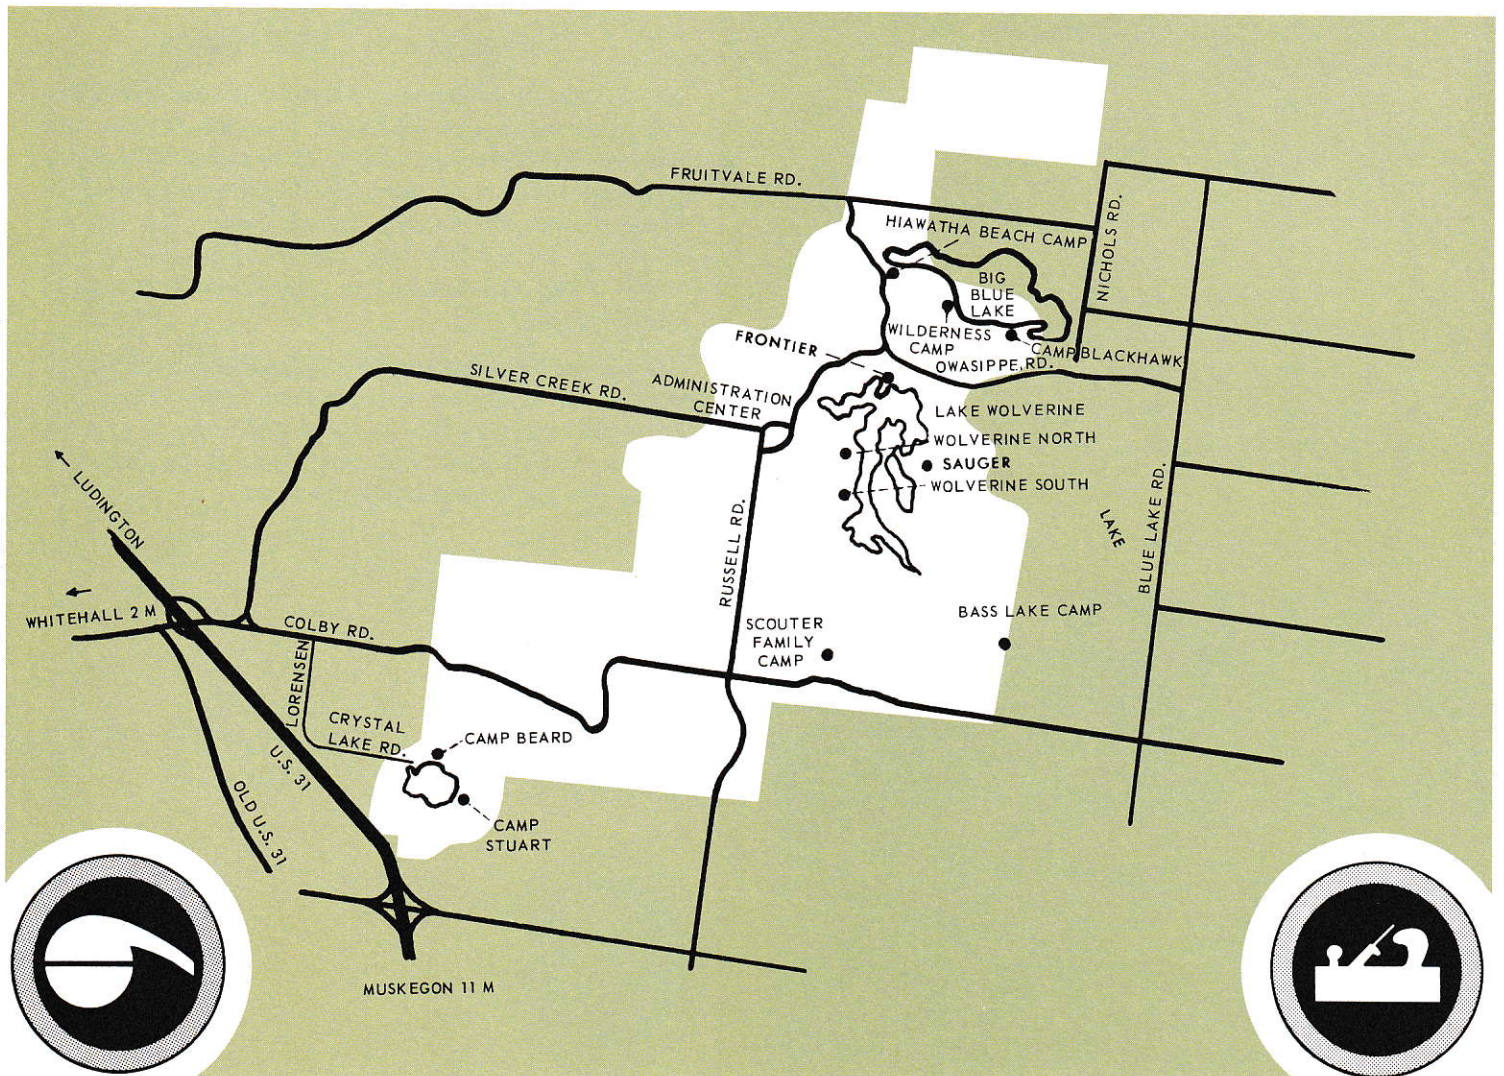 FRUITVALE RD.
NICHOLS RD.
HIAWATHA BEACH CAMP
BIG
BLUE
LAKE
WILDERNESS
CAMP
CAMP BLACKHAWK
OWASIPPE RD.
FRONTIER
SILVER CREEK RD.
ADMINISTRATION
CENTER
LAKE WOLVERINE
WOLVERINE NORTH
SAUGER
WOLVERINE SOUTH
LAKE
BLUE LAKE RD.
RUSSELL RD.
LUDINGTON
WHITEHALL 2 M
COLBY RD.
LORENSEN
SCOUTER
FAMILY
CAMP
BASS LAKE CAMP
CRYSTAL
LAKE RD.
CAMP BEARD
U.S. 31
OLD U.S. 31
CAMP
STUART
MUSKEGON 11 M